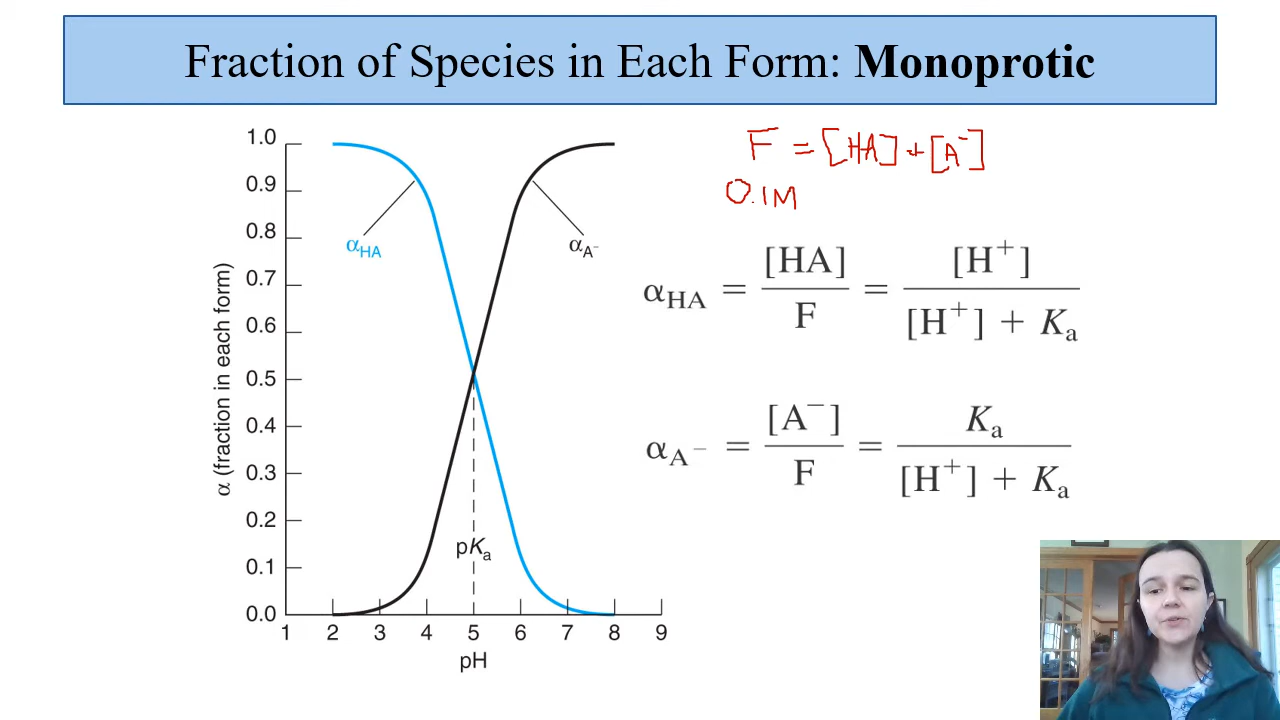 Fraction of Species in Each Form: Monoprotic
F = [HA] + [A⁻]
0.1M
α (fraction in each form)
1.0
0.9
0.8
0.7
0.6
0.5
0.4
0.3
0.2
0.1
0.0
αHA
αA⁻
pKa
1 2 3 4 5 6 7 8 9
pH
αHA = [HA] / F = [H⁺] / [H⁺] + Ka
αA⁻ = [A⁻] / F = Ka / [H⁺] + Ka